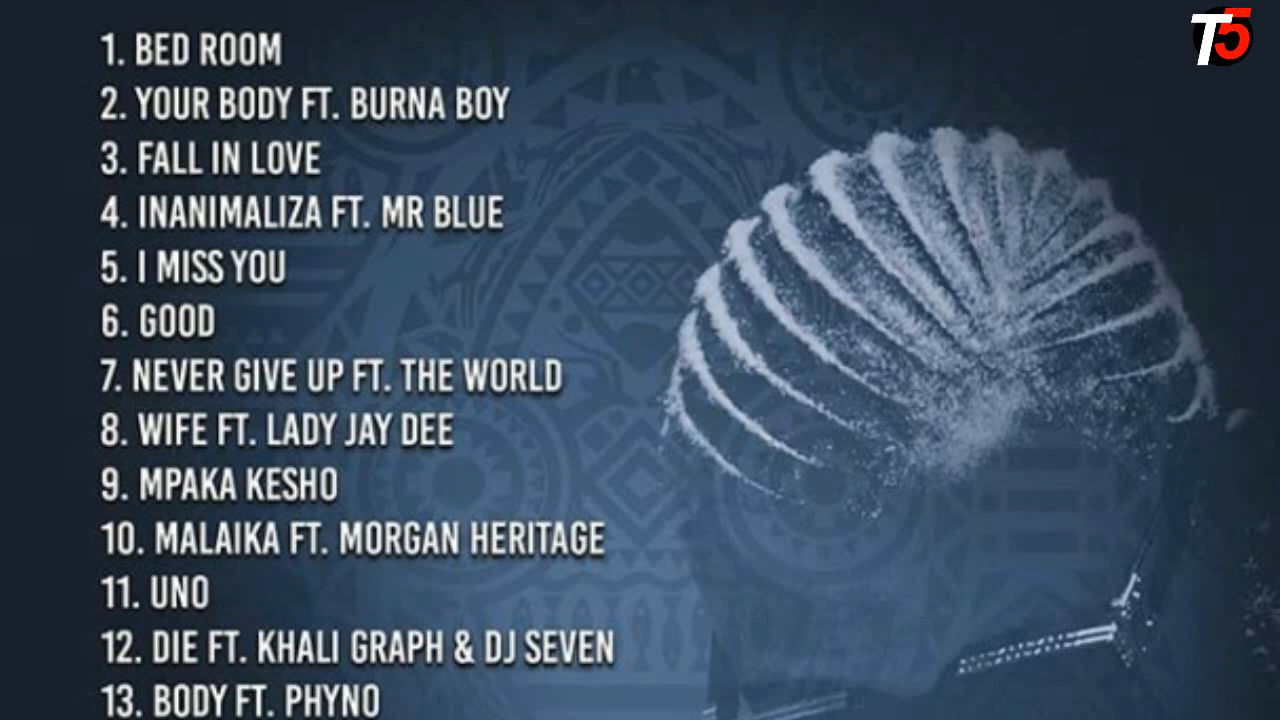 T5
1. BED ROOM
2. YOUR BODY FT. BURNA BOY
3. FALL IN LOVE
4. INANIMALIZA FT. MR BLUE
5. I MISS YOU
6. GOOD
7. NEVER GIVE UP FT. THE WORLD
8. WIFE FT. LADY JAY DEE
9. MPAKA KESHO
10. MALAIKA FT. MORGAN HERITAGE
11. UNO
12. DIE FT. KHALI GRAPH & DJ SEVEN
13. BODY FT. PHYNO